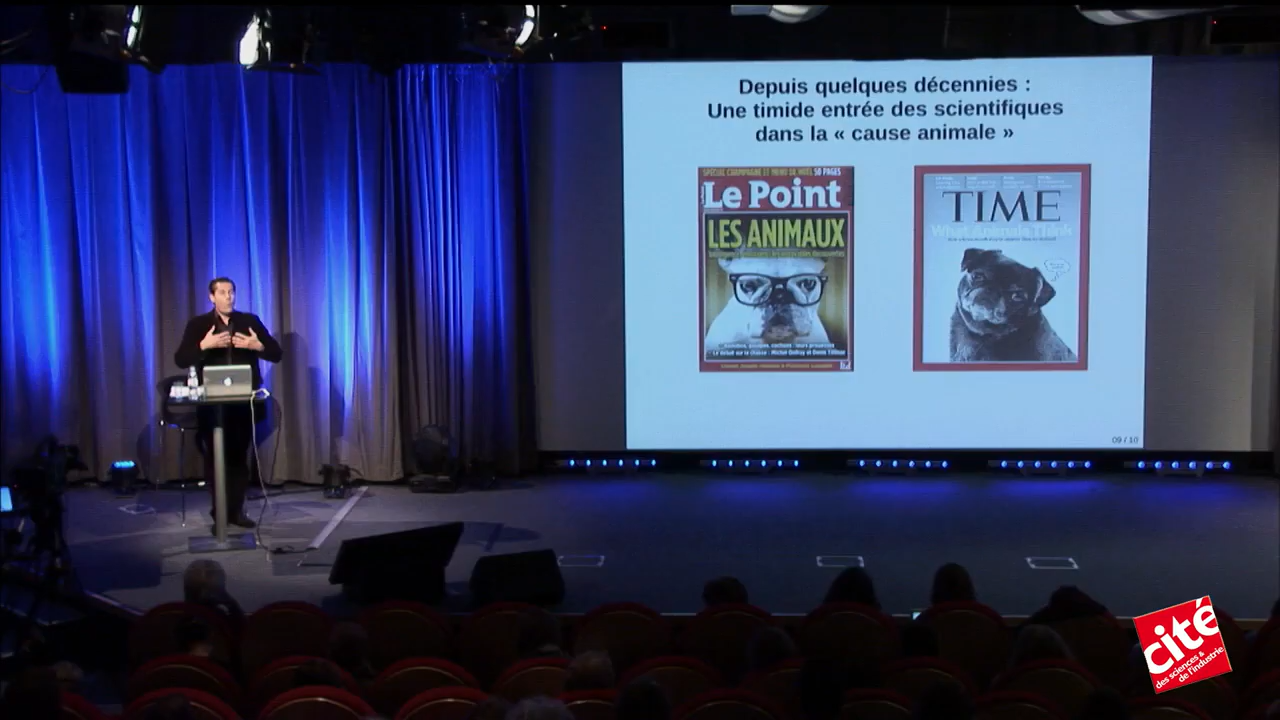 Depuis quelques décennies :
Une timide entrée des scientifiques
dans la « cause animale »
SPÉCIAL CHAMPAGNE ET MENU DE NOËL 50 PAGES
Le Point
LES ANIMAUX
TIME
What Animals Think
09 / 10
cité
des sciences &
de l'industrie